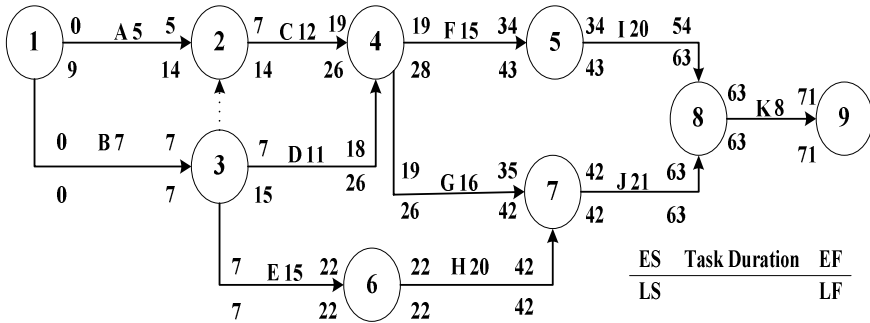 0 A 5 5
9 14
1
2
7 C 12 19
14 26
4
19 F 15 34
28 43
5
34 I 20 54
43 63
8
63 K 8 71
63 71
9
0 B 7 7
0 7
3
7 D 11 18
15 26
19 G 16 35
26 42
7
42 J 21 63
42 63
7 E 15 22
7 22
6
22 H 20 42
22 42
ES Task Duration EF
LS LF